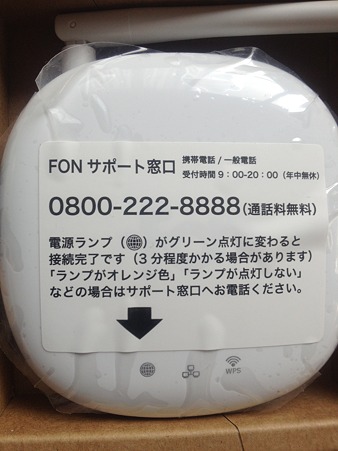 FON サポート窓口 携帯電話 / 一般電話
受付時間 9：00-20：00（年中無休）
0800-222-8888(通話料無料)
電源ランプ（）がグリーン点灯に変わると
接続完了です（３分程度かかる場合があります）
「ランプがオレンジ色」「ランプが点灯しない」
などの場合はサポート窓口へお電話ください。
WPS